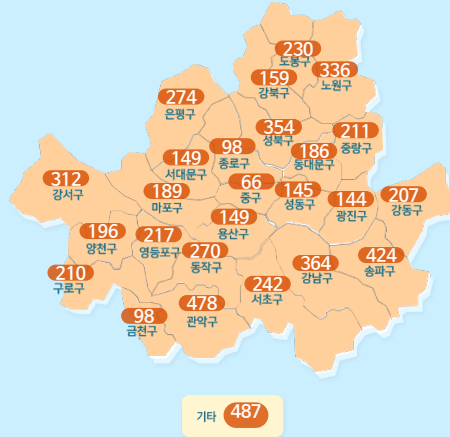 230
도봉구
336
노원구
159
강북구
274
은평구
354
성북구
211
중랑구
98
종로구
186
동대문구
149
서대문구
312
강서구
189
마포구
66
중구
145
성동구
144
광진구
207
강동구
149
용산구
196
양천구
217
영등포구
270
동작구
424
송파구
364
강남구
210
구로구
242
서초구
478
관악구
98
금천구
기타 487